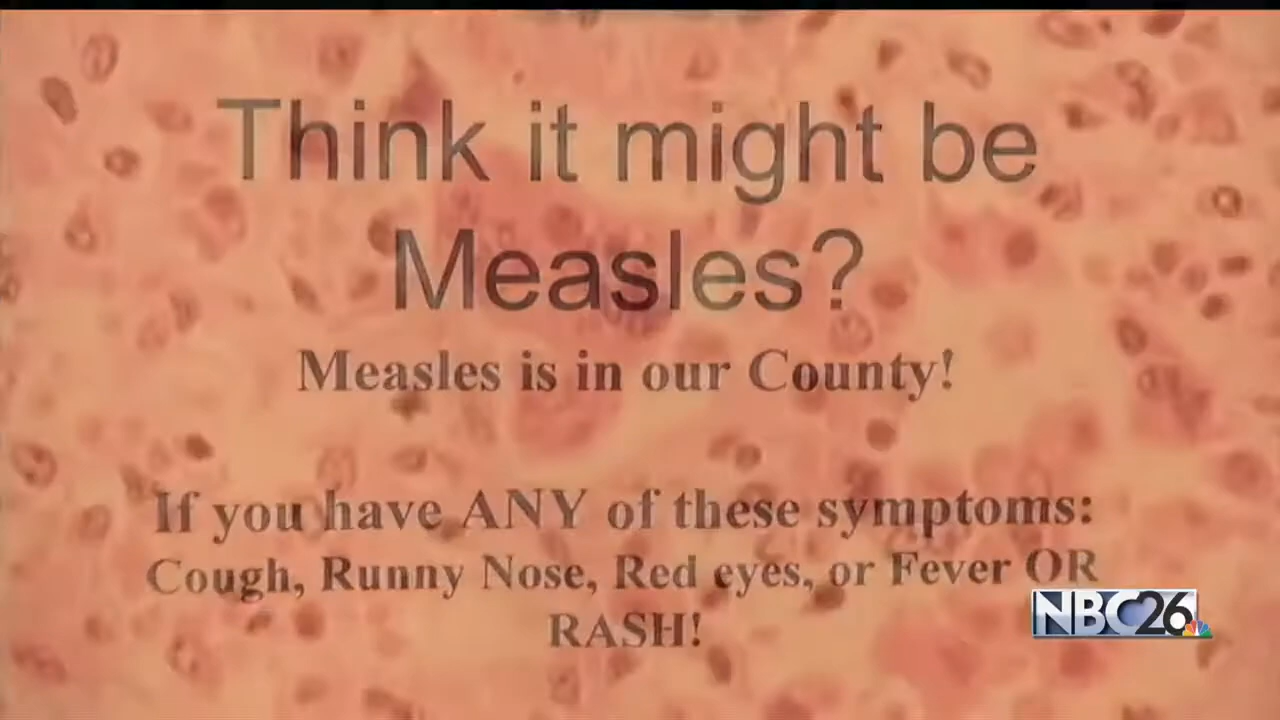 Think it might be
Measles?
Measles is in our County!
If you have ANY of these symptoms:
Cough, Runny Nose, Red eyes, or Fever OR
RASH!
NBC26